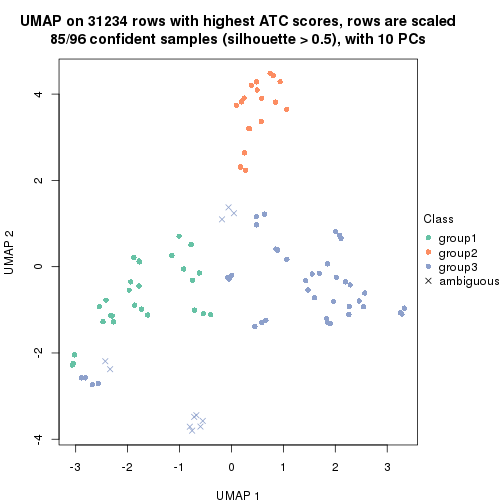 UMAP on 31234 rows with highest ATC scores, rows are scaled
85/96 confident samples (silhouette > 0.5), with 10 PCs
4
2
0
-2
-4
UMAP 2
-3 -2 -1 0 1 2 3
UMAP 1
Class
group1
group2
group3
ambiguous